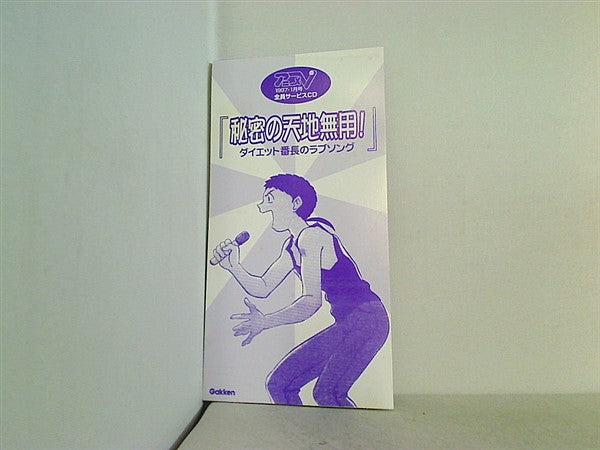 アニメV
1997・1月号
全員サービスCD
「秘密の天地無用!」
ダイエット番長のラブソング
Gakken